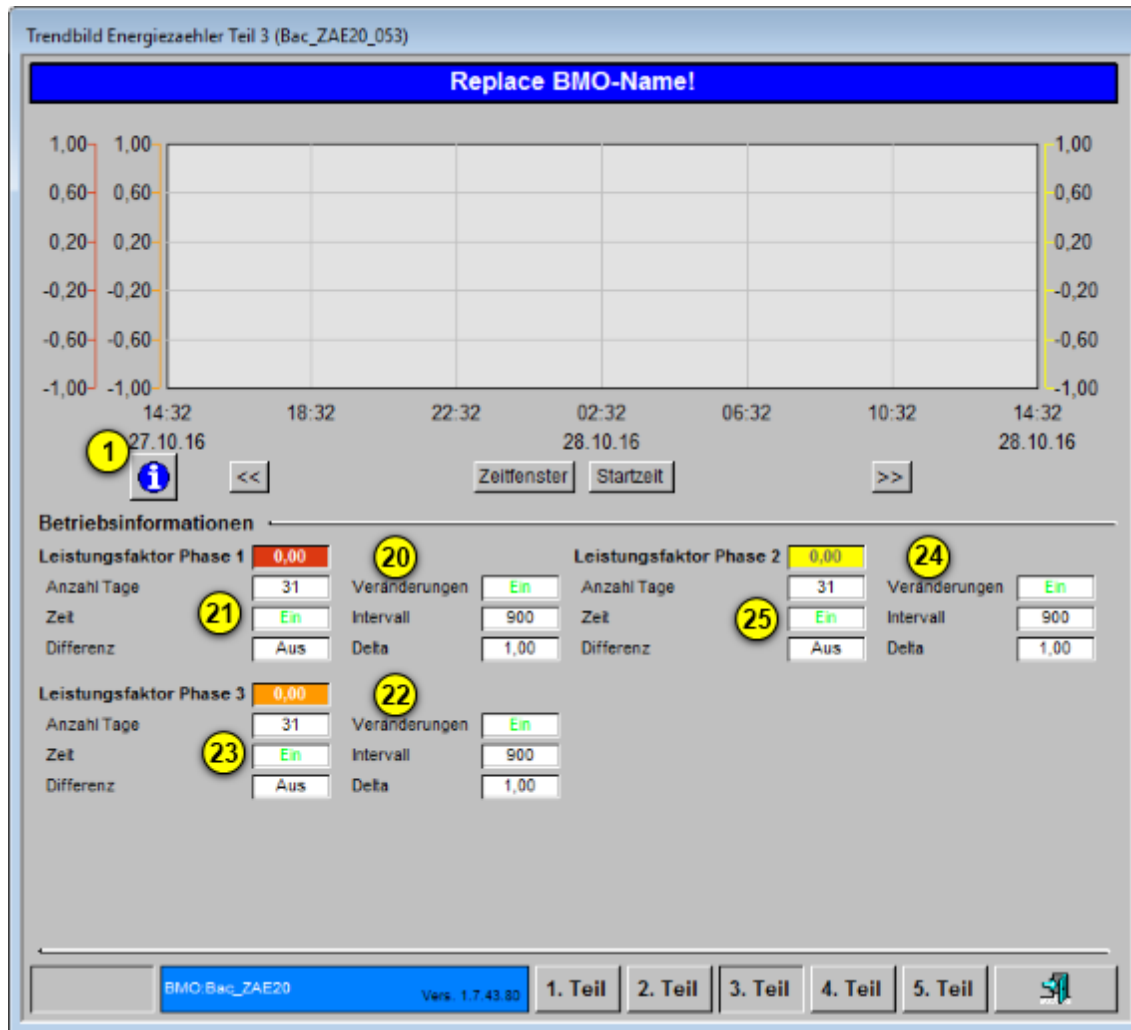 Trendbild Energiezaehler Teil 3 (Bac_ZAE20_053)
Replace BMO-Name!
1,00 1,00 1,00
0,60 0,60 0,60
0,20 0,20 0,20
-0,20 -0,20 -0,20
-0,60 -0,60 -0,60
-1,00 -1,00 -1,00
14:32 18:32 22:32 02:32 06:32 10:32 14:32
27.10.16 28.10.16 28.10.16
1
<< Zeitfenster Startzeit >>
Betriebsinformationen
Leistungsfaktor Phase 1 0,00 20 Leistungsfaktor Phase 2 0,00 24
Anzahl Tage 31 Veränderungen Ein Anzahl Tage 31 Veränderungen Ein
Zeit 21 Ein Intervall 900 Zeit 25 Ein Intervall 900
Differenz Aus Delta 1,00 Differenz Aus Delta 1,00
Leistungsfaktor Phase 3 0,00 22
Anzahl Tage 31 Veränderungen Ein
Zeit 23 Ein Intervall 900
Differenz Aus Delta 1,00
BMO:Bac_ZAE20 Vers. 1.7.43.80 1. Teil 2. Teil 3. Teil 4. Teil 5. Teil